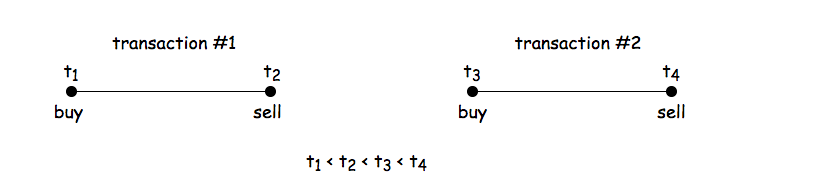 transaction #1 transaction #2
t1 t2 t3 t4
buy sell buy sell
t1 < t2 < t3 < t4